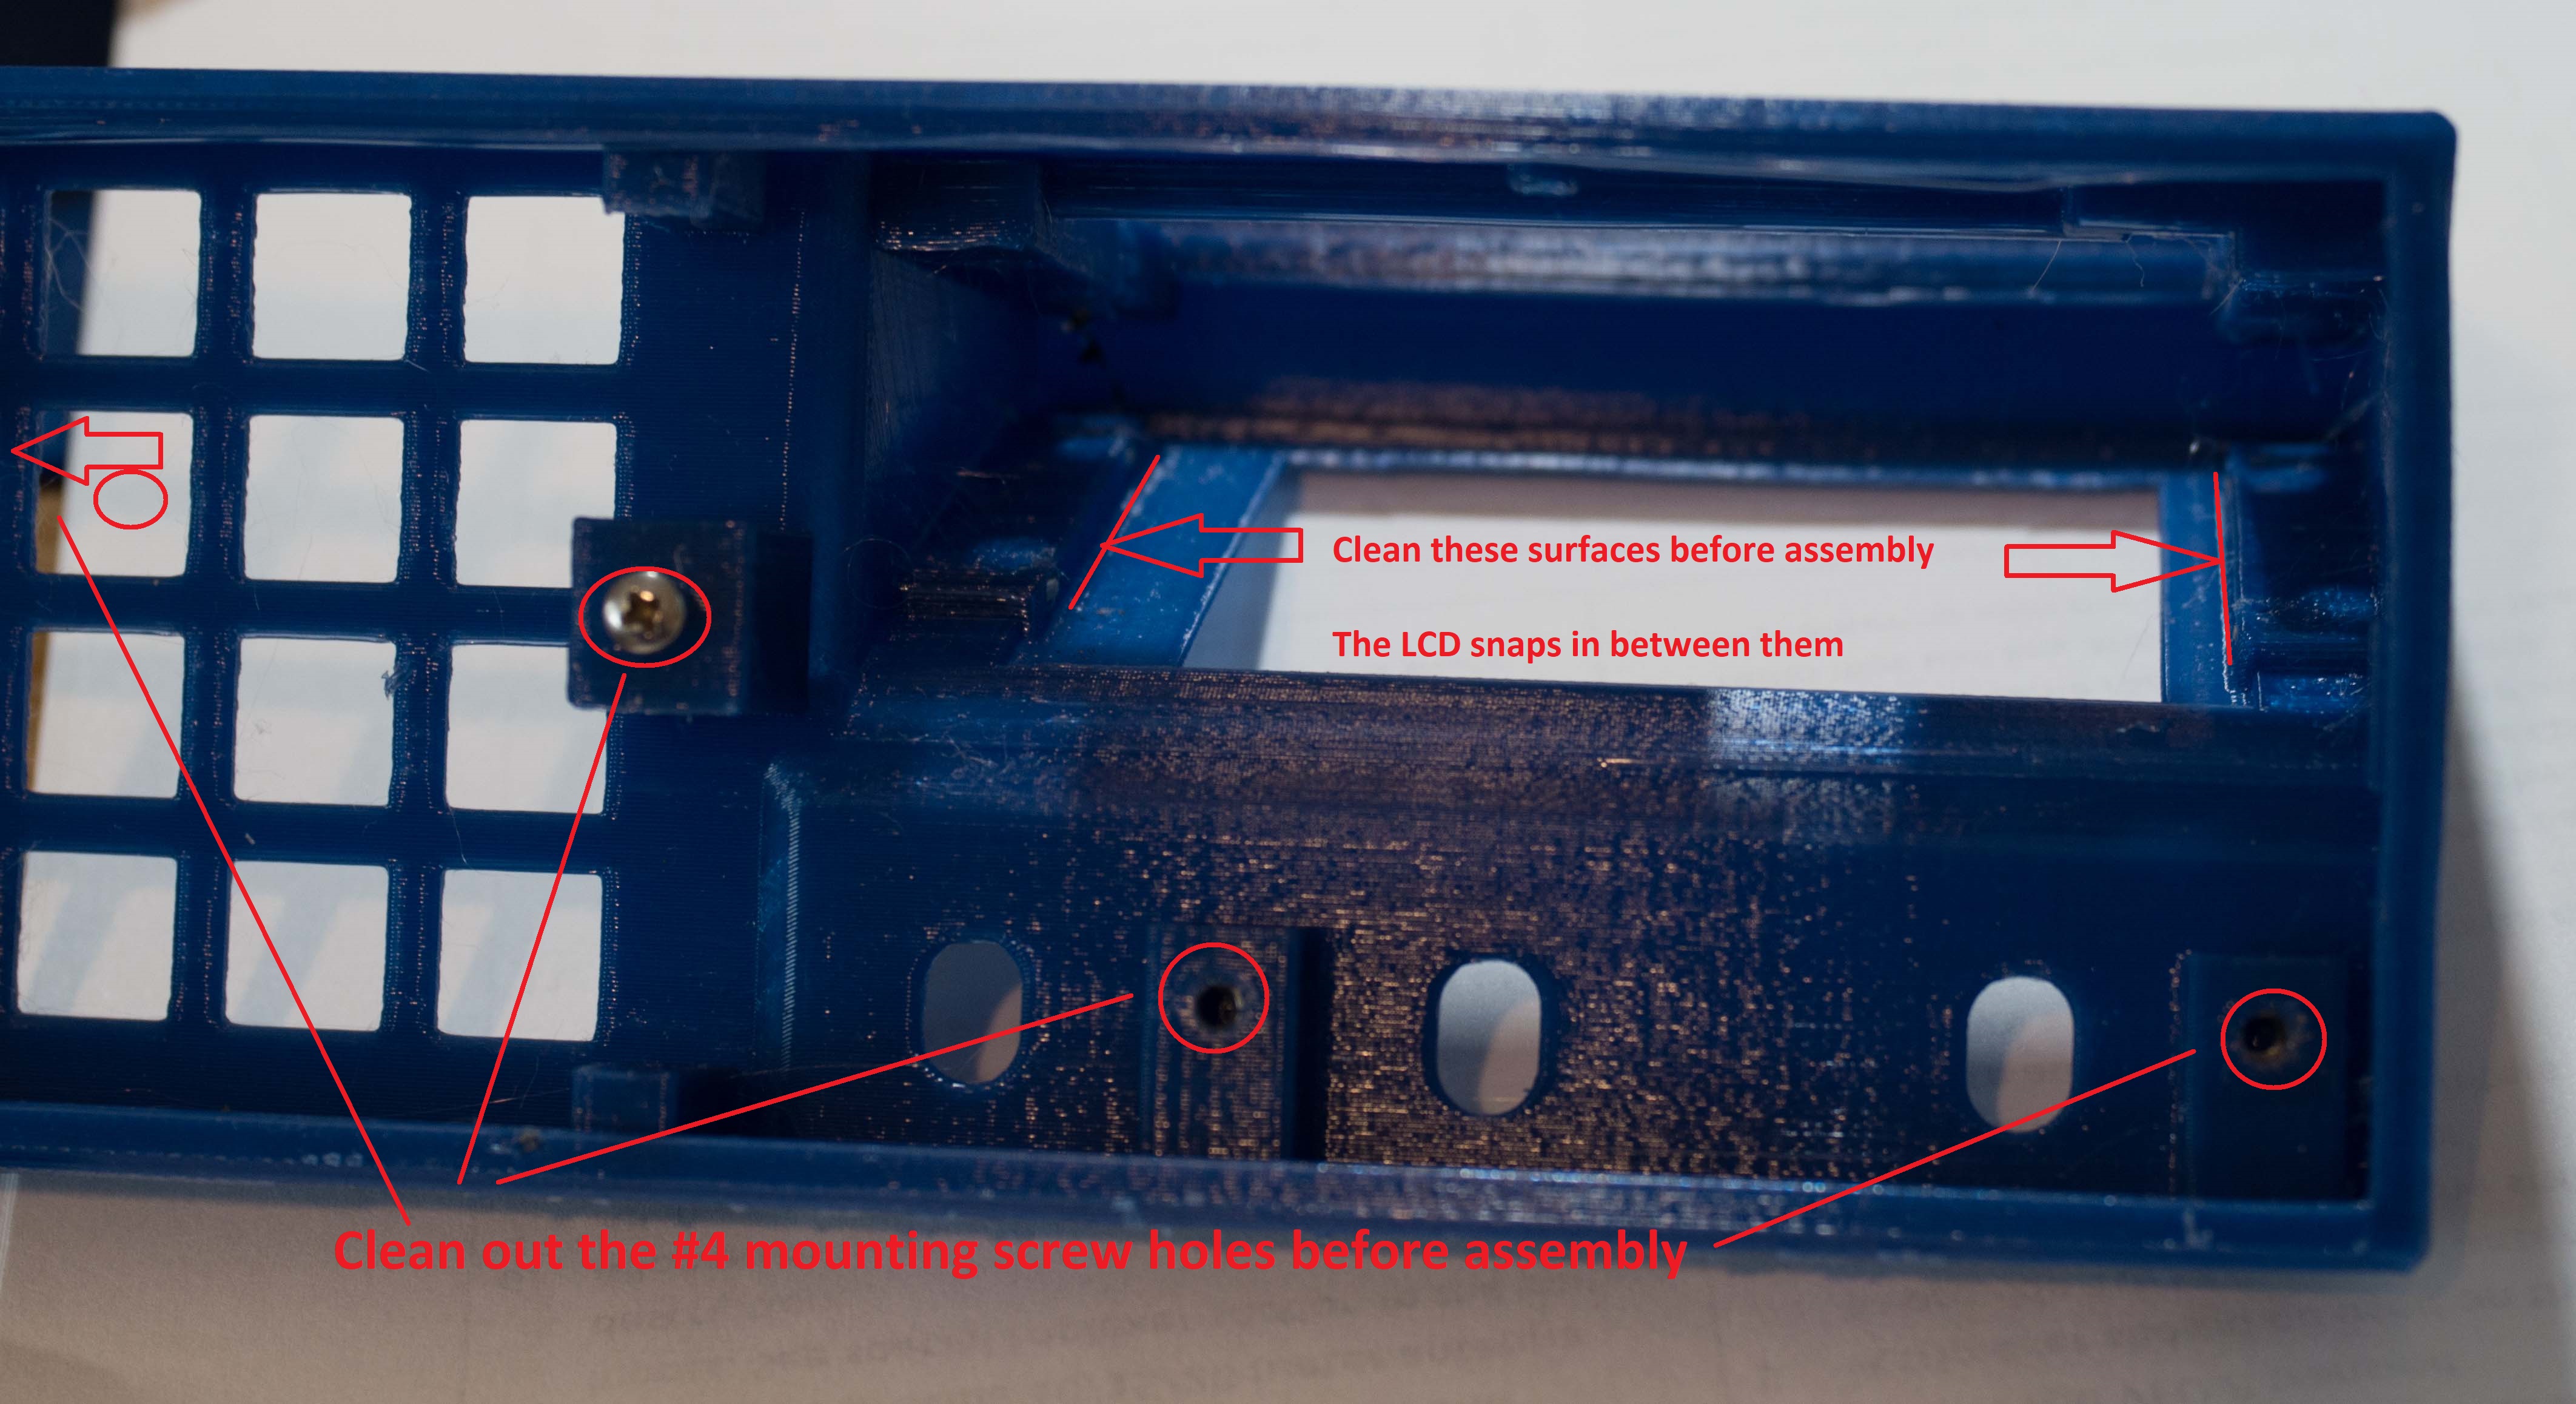 Clean these surfaces before assembly
The LCD snaps in between them
Clean out the #4 mounting screw holes before assembly